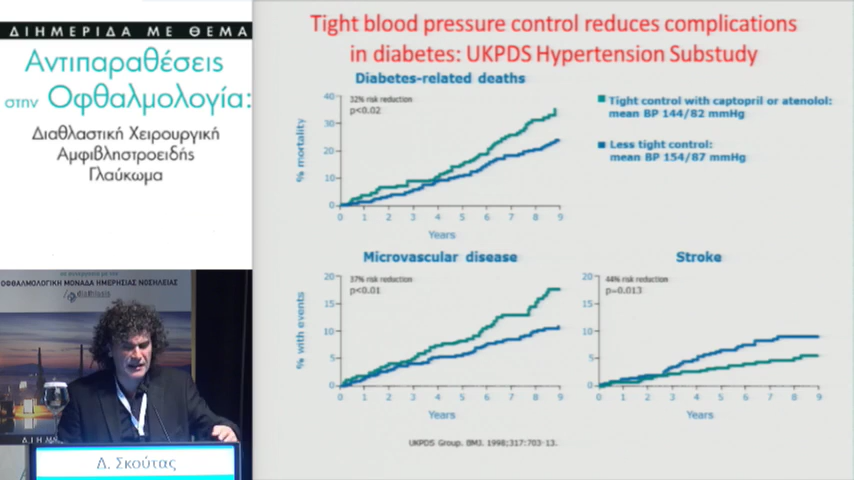 ΔΙΗΜΕΡΙΔΑ ΜΕ ΘΕΜΑ
Αντιπαραθέσεις
στην Οφθαλμολογία:
Διαθλαστική Χειρουργική
Αμφιβληστροειδής
Γλαύκωμα
Tight blood pressure control reduces complications
in diabetes: UKPDS Hypertension Substudy
Diabetes-related deaths
32% risk reduction
p<0.02
% mortality
40
30
20
10
0
0 1 2 3 4 5 6 7 8 9
Years
Tight control with captopril or atenolol:
mean BP 144/82 mmHg
Less tight control:
mean BP 154/87 mmHg
Microvascular disease
37% risk reduction
p<0.01
% with events
20
15
10
5
0
0 1 2 3 4 5 6 7 8 9
Years
Stroke
44% risk reduction
p=0.013
20
15
10
5
0
0 1 2 3 4 5 6 7 8 9
Years
UKPDS Group. BMJ. 1998;317:703-13.
ΟΦΘΑΛΜΟΛΟΓΙΚΗ ΜΟΝΑΔΑ ΗΜΕΡΗΣΙΑΣ ΝΟΣΗΛΕΙΑΣ
Δ. Σκούτας